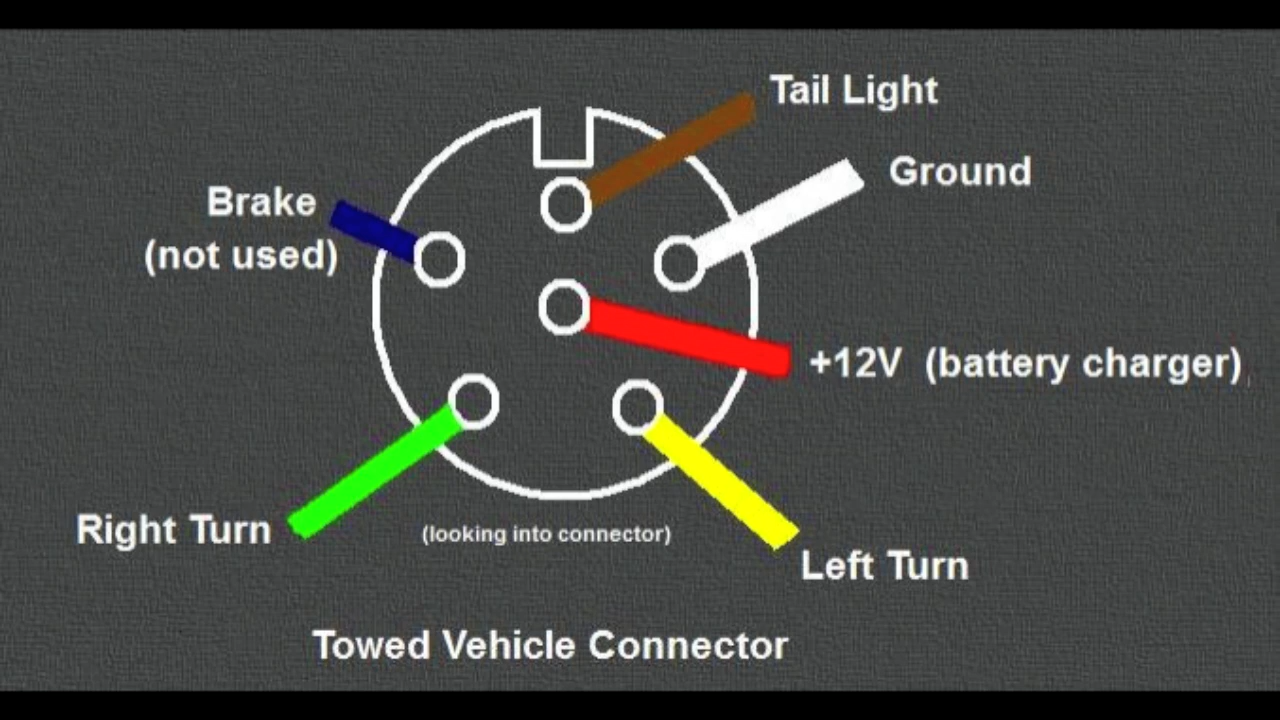 Tail Light
Ground
Brake
(not used)
+12V (battery charger)
Right Turn
(looking into connector)
Left Turn
Towed Vehicle Connector